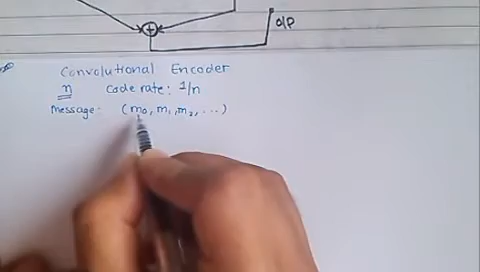 O/P
Convolutional Encoder
n Code rate: 1/n
Message: (m₀, m₁, m₂, ...)